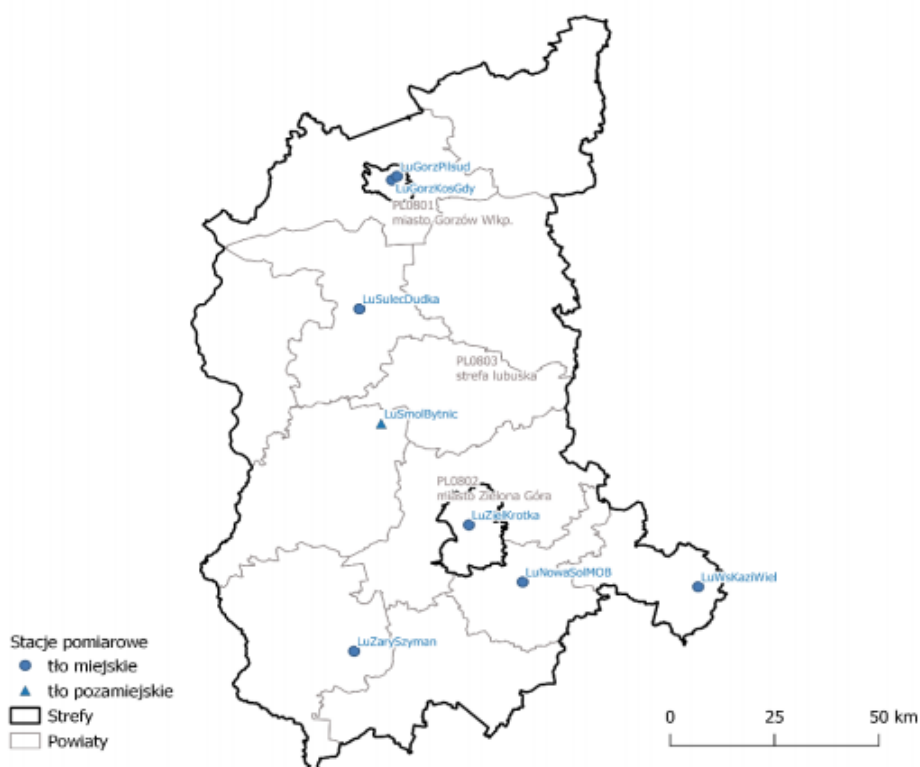 LuGorzPilsud
LuGorzKosGdy
PL0801
miasto Gorzów Wlkp.
LuSulecDudka
PL0803
strefa lubuska
LuSmolBytnic
PL0802
miasto Zielona Góra
LuZielKrotka
LuNowaSolMOB
LuWsKaziWiel
LuZarySzyman
Stacje pomiarowe
tło miejskie
tło pozamiejskie
Strefy
Powiaty
0 25 50 km